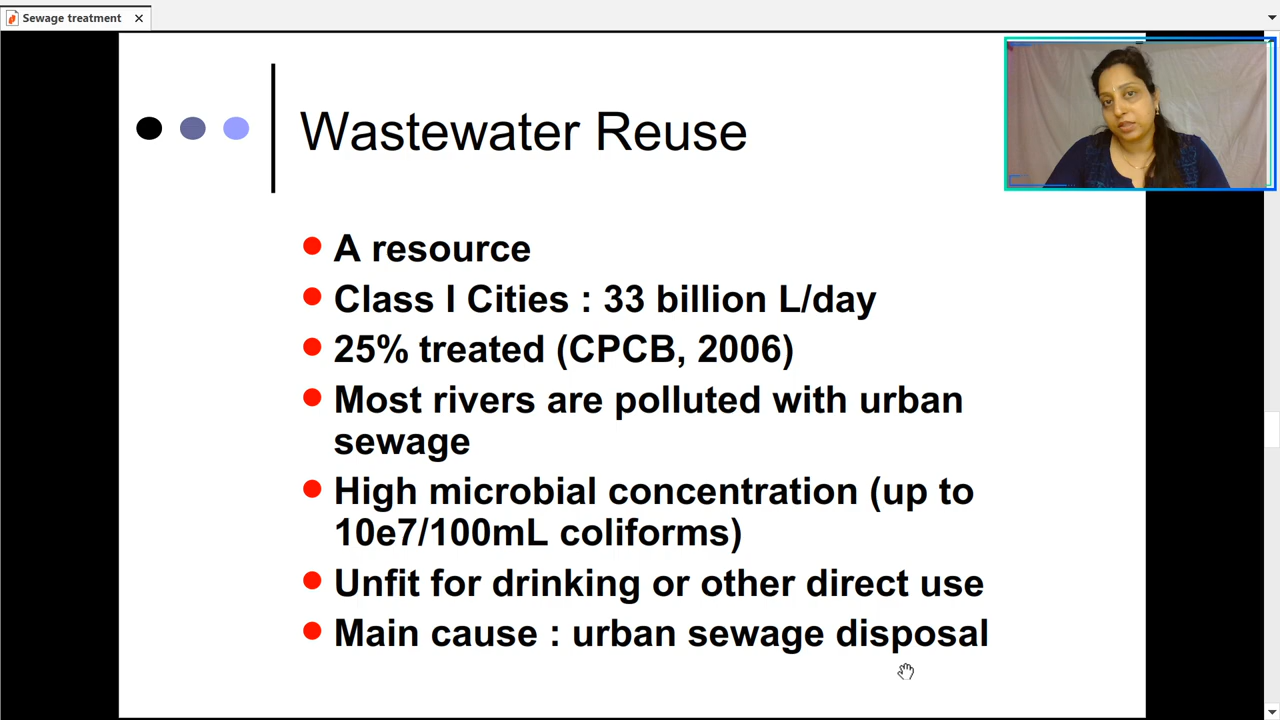 Sewage treatment
Wastewater Reuse
A resource
Class I Cities : 33 billion L/day
25% treated (CPCB, 2006)
Most rivers are polluted with urban
sewage
High microbial concentration (up to
10e7/100mL coliforms)
Unfit for drinking or other direct use
Main cause : urban sewage disposal